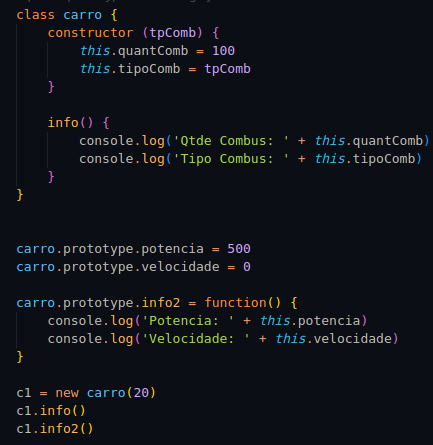 class carro {
    constructor (tpComb) {
        this.quantComb = 100
        this.tipoComb = tpComb
    }
    info() {
        console.log('Qtde Combus: ' + this.quantComb)
        console.log('Tipo Combus: ' + this.tipoComb)
    }
}
carro.prototype.potencia = 500
carro.prototype.velocidade = 0
carro.prototype.info2 = function() {
    console.log('Potencia: ' + this.potencia)
    console.log('Velocidade: ' + this.velocidade)
}
c1 = new carro(20)
c1.info()
c1.info2()